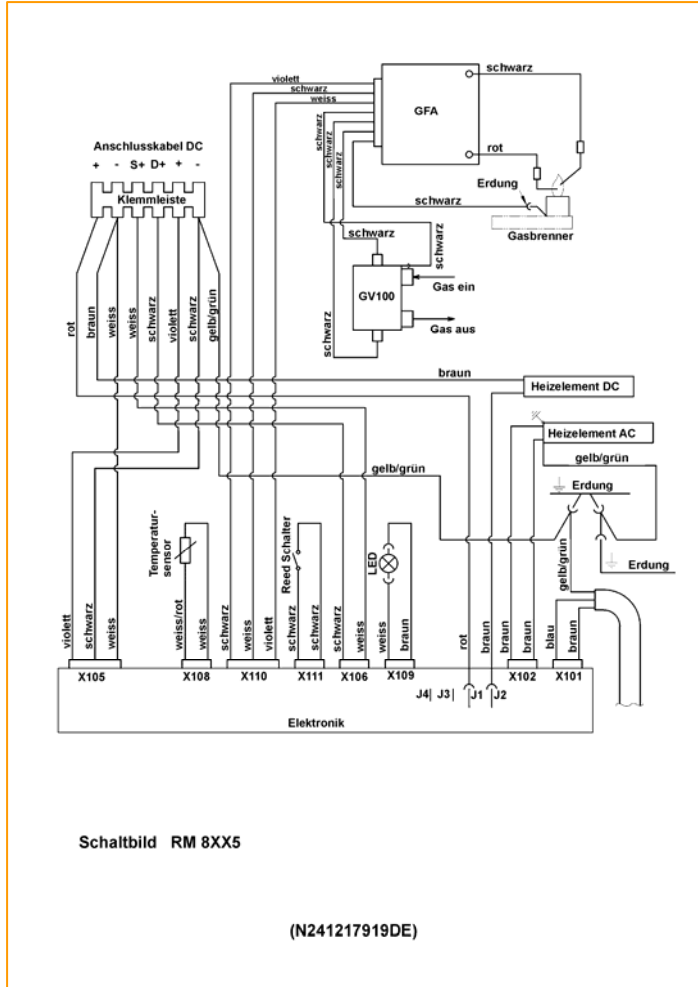 violett
schwarz
weiss
GFA
schwarz
rot
schwarz
schwarz
schwarz
schwarz
Erdung
Gasbrenner
Anschlusskabel DC
+ - S+ D+ + -
Klemmleiste
schwarz
schwarz
GV100
Gas ein
Gas aus
schwarz
rot
braun
weiss
weiss
schwarz
violett
schwarz
gelb/grün
braun
Heizelement DC
Heizelement AC
gelb/grün
gelb/grün
Erdung
Erdung
gelb/grün
Temperatur-
sensor
Reed Schalter
LED
violett
schwarz
weiss
weiss/rot
weiss
schwarz
weiss
violett
schwarz
schwarz
schwarz
weiss
weiss
braun
rot
braun
braun
braun
blau
braun
X105 X108 X110 X111 X106 X109 X102 X101
J4 J3 J1 J2
Elektronik
Schaltbild RM 8XX5
(N241217919DE)